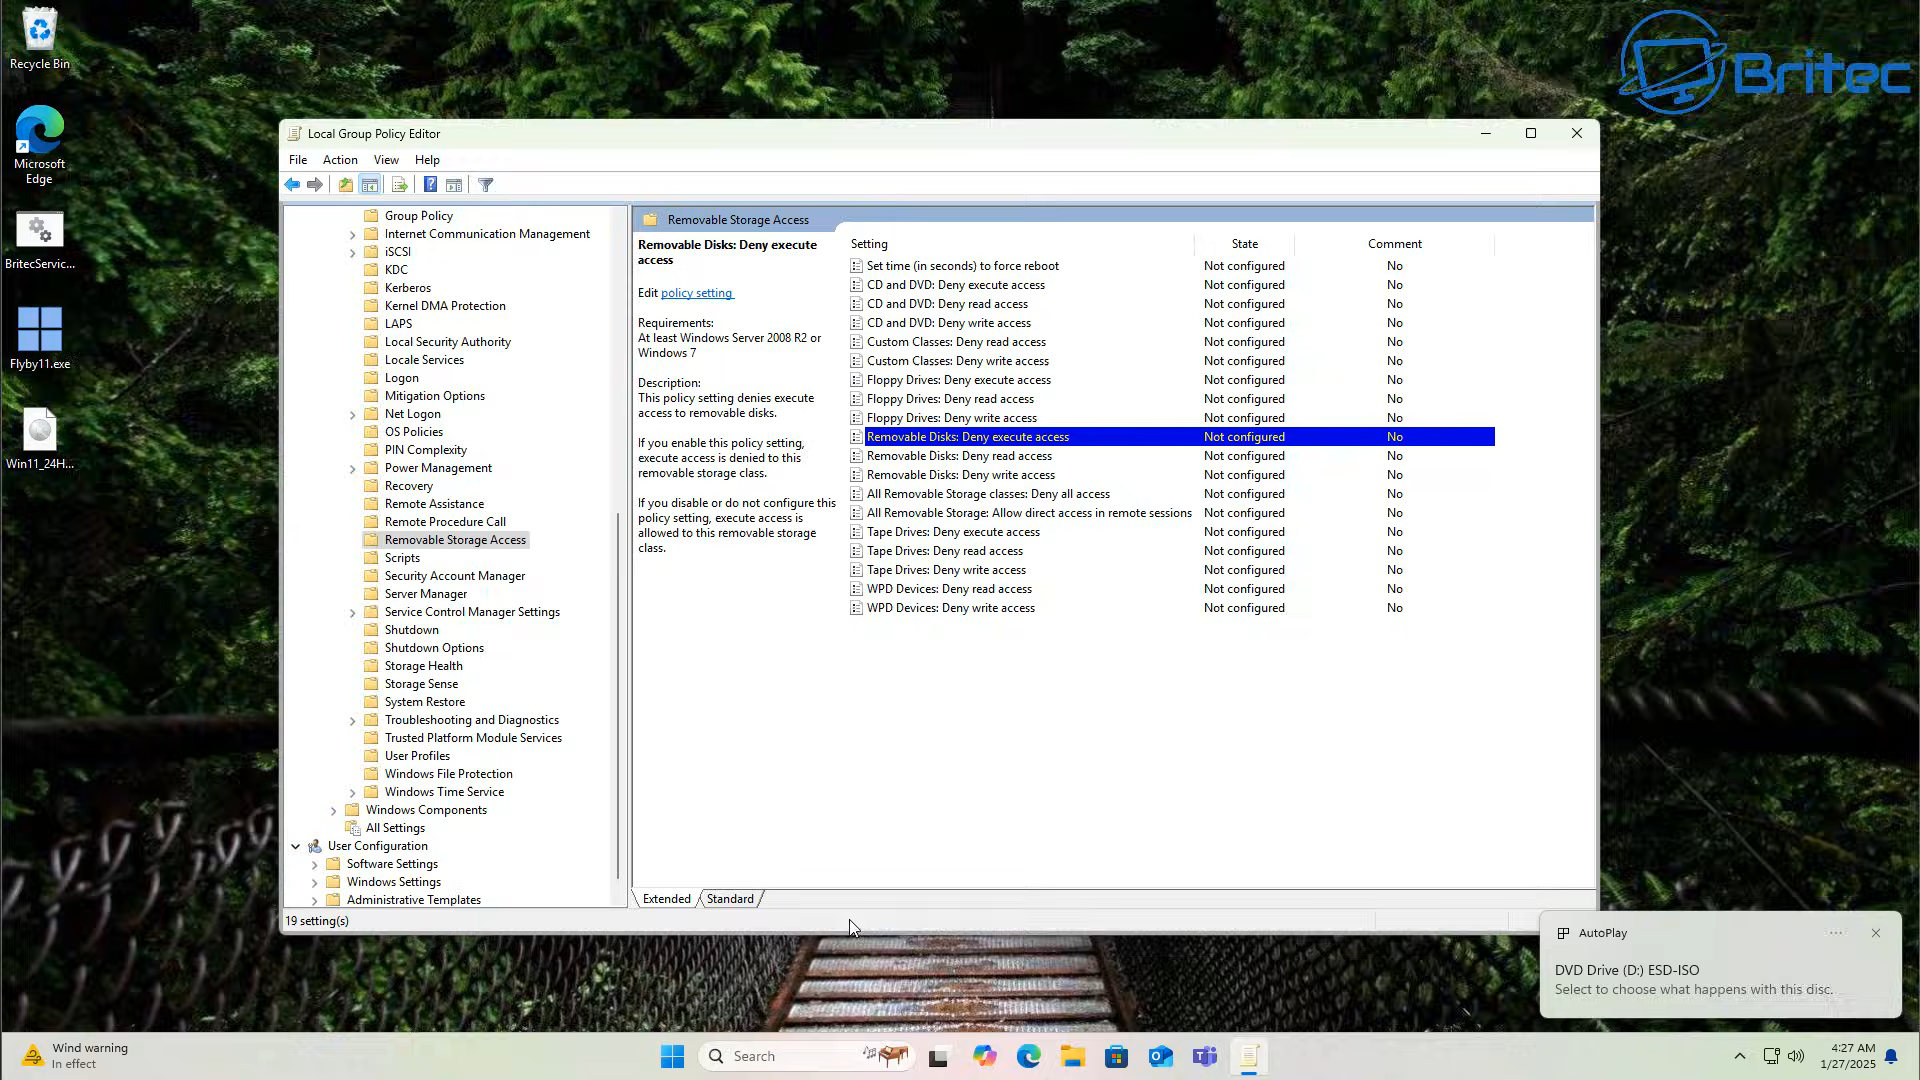 Recycle Bin
Microsoft
Edge
BritecServic...
Flyby11.exe
Win11_24H...
Britec
Local Group Policy Editor
File Action View Help
Group Policy
Internet Communication Management
iSCSI
KDC
Kerberos
Kernel DMA Protection
LAPS
Local Security Authority
Locale Services
Logon
Mitigation Options
Net Logon
OS Policies
PIN Complexity
Power Management
Recovery
Remote Assistance
Remote Procedure Call
Removable Storage Access
Scripts
Security Account Manager
Server Manager
Service Control Manager Settings
Shutdown
Shutdown Options
Storage Health
Storage Sense
System Restore
Troubleshooting and Diagnostics
Trusted Platform Module Services
User Profiles
Windows File Protection
Windows Time Service
Windows Components
All Settings
User Configuration
Software Settings
Windows Settings
Administrative Templates
19 setting(s)
Removable Storage Access
Removable Disks: Deny execute
access
Edit policy setting
Requirements:
At least Windows Server 2008 R2 or
Windows 7
Description:
This policy setting denies execute
access to removable disks.
If you enable this policy setting,
execute access is denied to this
removable storage class.
If you disable or do not configure this
policy setting, execute access is
allowed to this removable storage
class.
Setting State Comment
Set time (in seconds) to force reboot Not configured No
CD and DVD: Deny execute access Not configured No
CD and DVD: Deny read access Not configured No
CD and DVD: Deny write access Not configured No
Custom Classes: Deny read access Not configured No
Custom Classes: Deny write access Not configured No
Floppy Drives: Deny execute access Not configured No
Floppy Drives: Deny read access Not configured No
Floppy Drives: Deny write access Not configured No
Removable Disks: Deny execute access Not configured No
Removable Disks: Deny read access Not configured No
Removable Disks: Deny write access Not configured No
All Removable Storage classes: Deny all access Not configured No
All Removable Storage: Allow direct access in remote sessions Not configured No
Tape Drives: Deny execute access Not configured No
Tape Drives: Deny read access Not configured No
Tape Drives: Deny write access Not configured No
WPD Devices: Deny read access Not configured No
WPD Devices: Deny write access Not configured No
Extended Standard
AutoPlay
DVD Drive (D:) ESD-ISO
Select to choose what happens with this disc.
Wind warning
In effect
Search
4:27 AM
1/27/2025